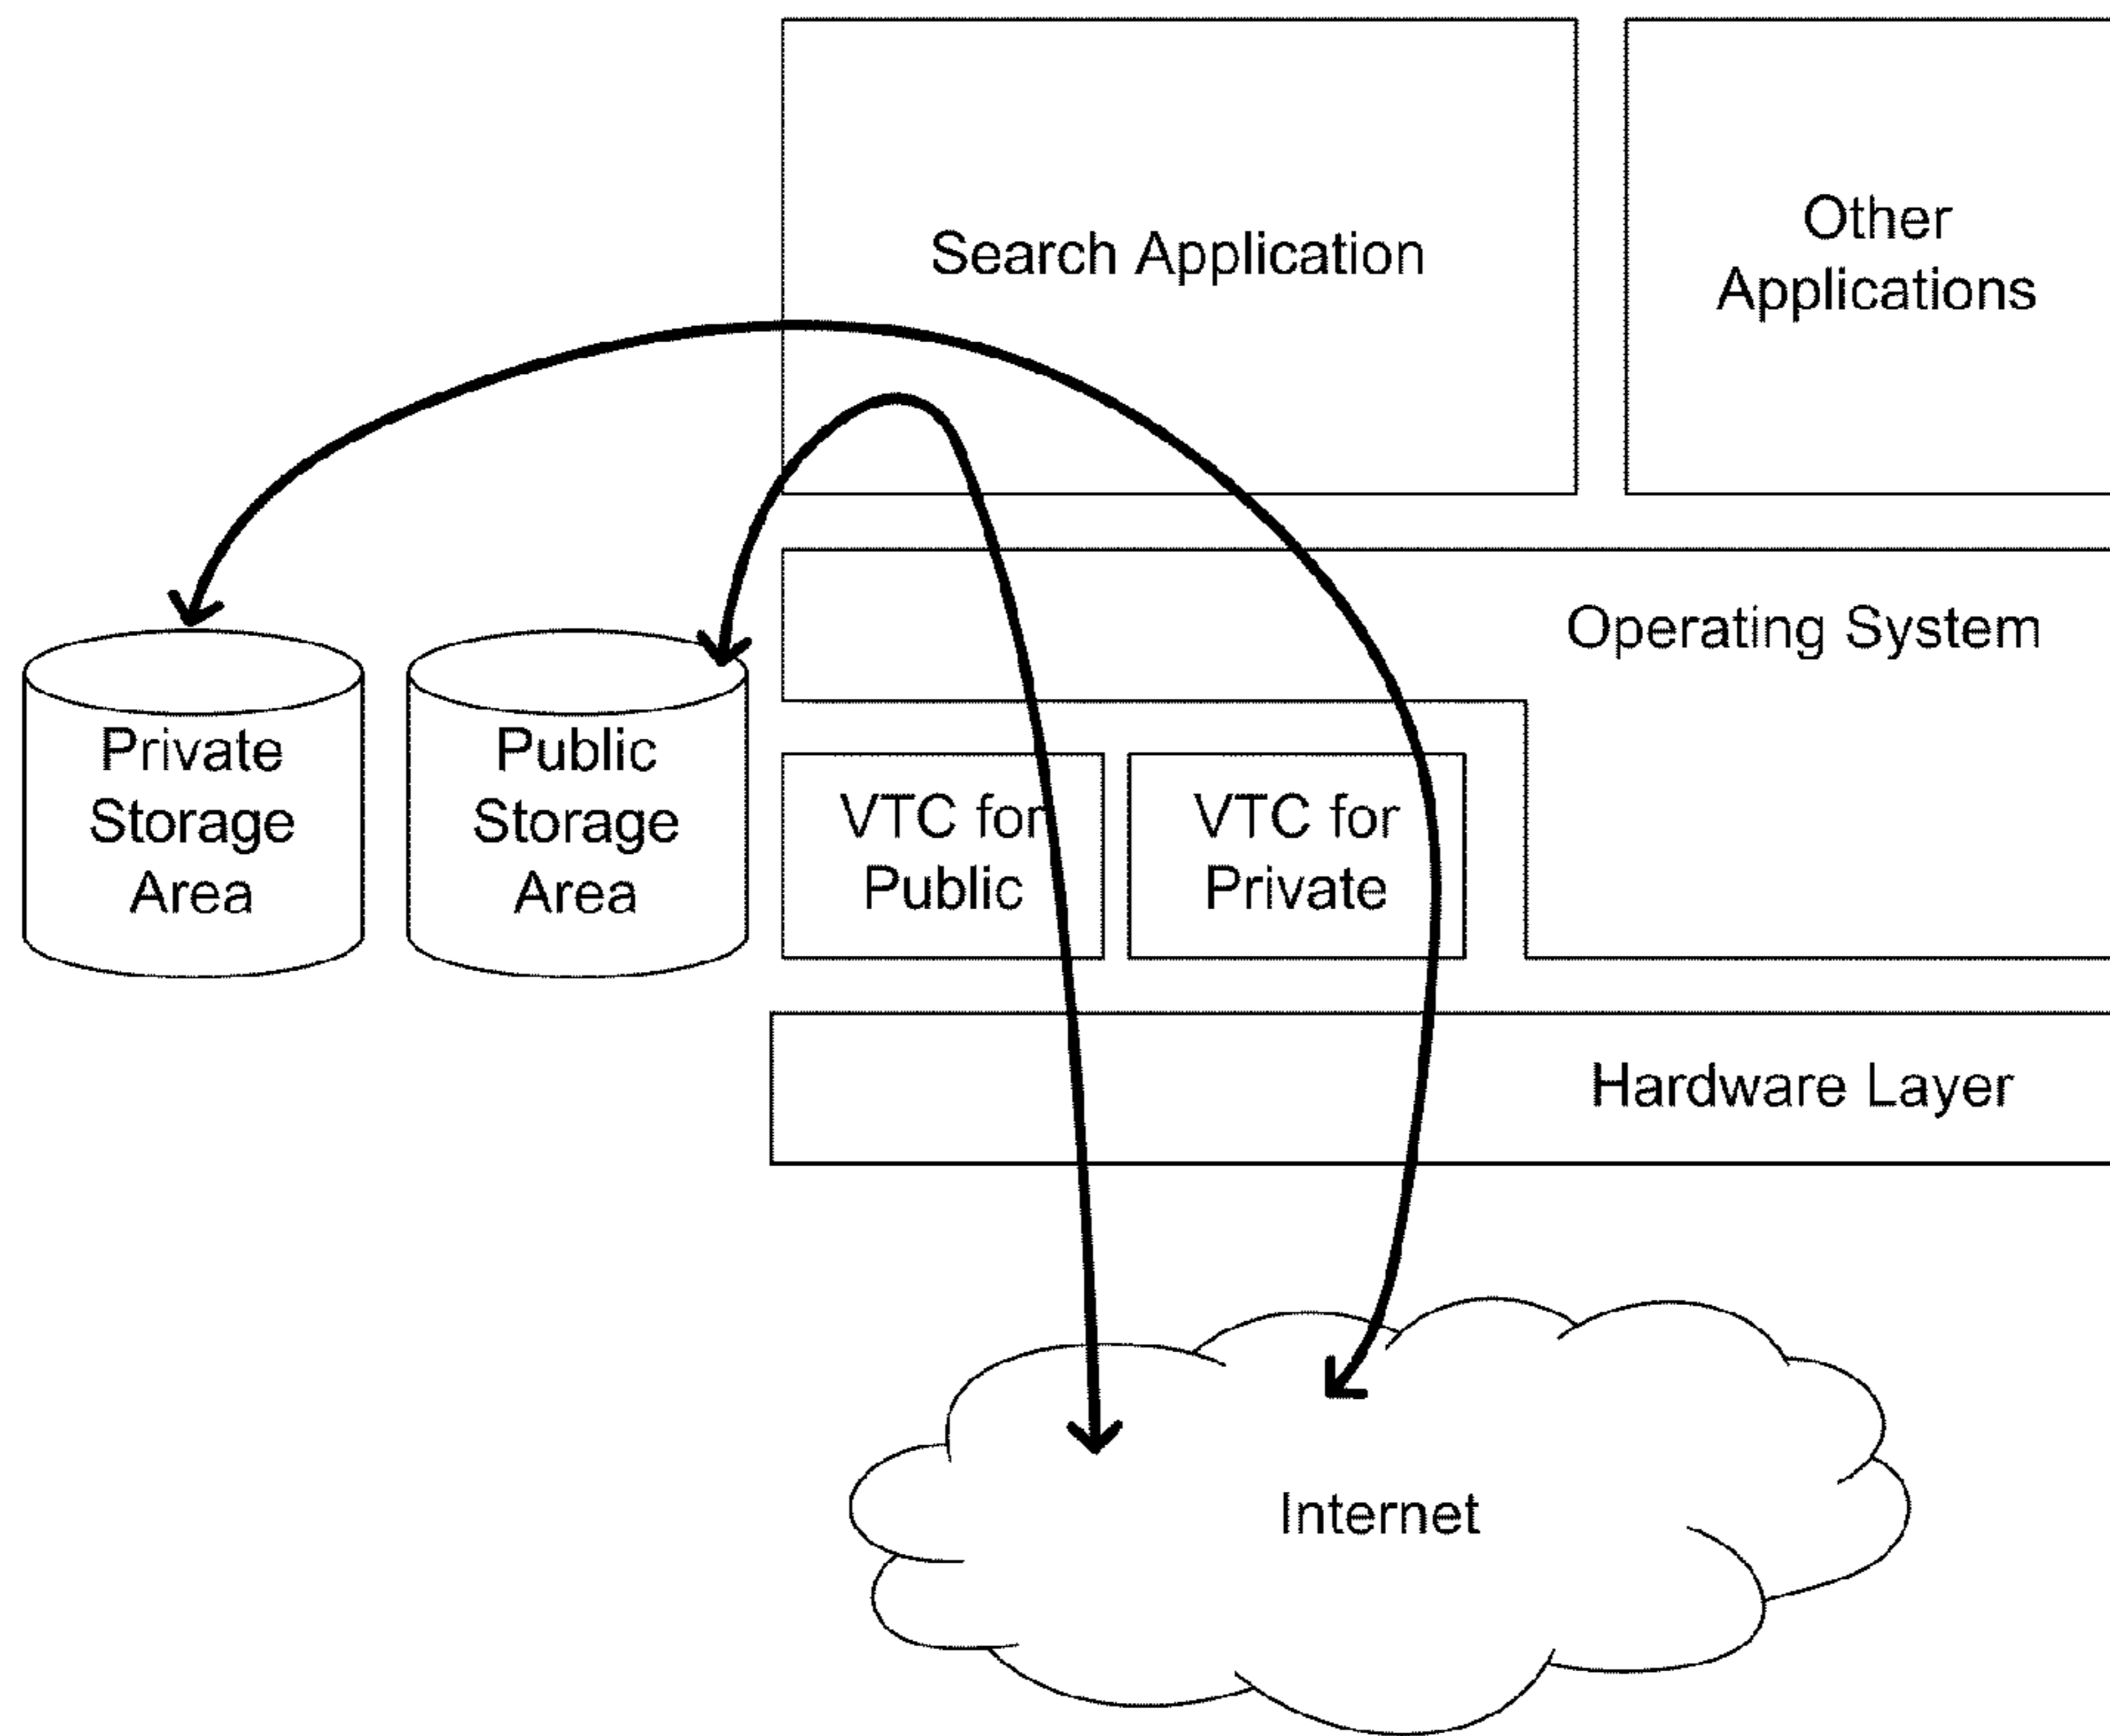 Search Application
Other
Applications
Operating System
Private
Storage
Area
Public
Storage
Area
VTC for
Public
VTC for
Private
Hardware Layer
Internet